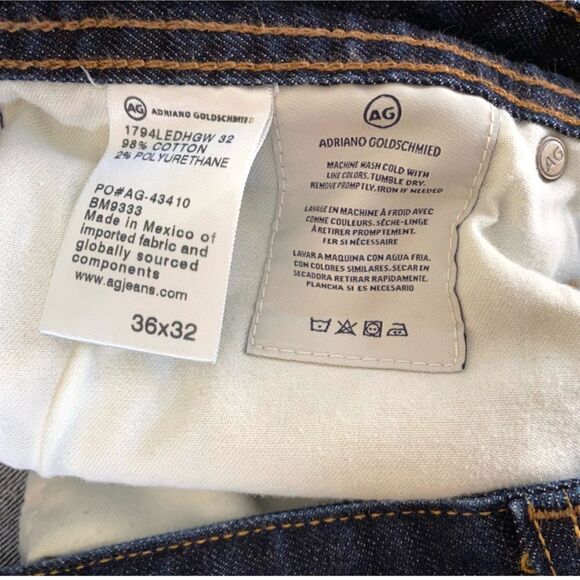 AG ADRIANO GOLDSCHMIED
1794LEDHGW 32
98% COTTON
2% POLYURETHANE
PO#AG-43410
BM9333
Made in Mexico of
imported fabric and
globally sourced
components
www.agjeans.com
36x32
AG
ADRIANO GOLDSCHMIED
MACHINE WASH COLD WITH
LIKE COLORS, TUMBLE DRY.
REMOVE PROMPTLY, IRON IF NEEDED
LAVAGE EN MACHINE À FROID AVEC
COMME COULEURS. SÈCHE-LINGE
À RETIRER PROMPTEMENT.
FER SI NÉCESSAIRE
LAVAR A MAQUINA CON AGUA FRIA,
CON COLORES SIMILARES. SECAR EN
SECADORA RETIRAR RAPIDAMENTE.
PLANCHA SI ES NECESARIO
AG